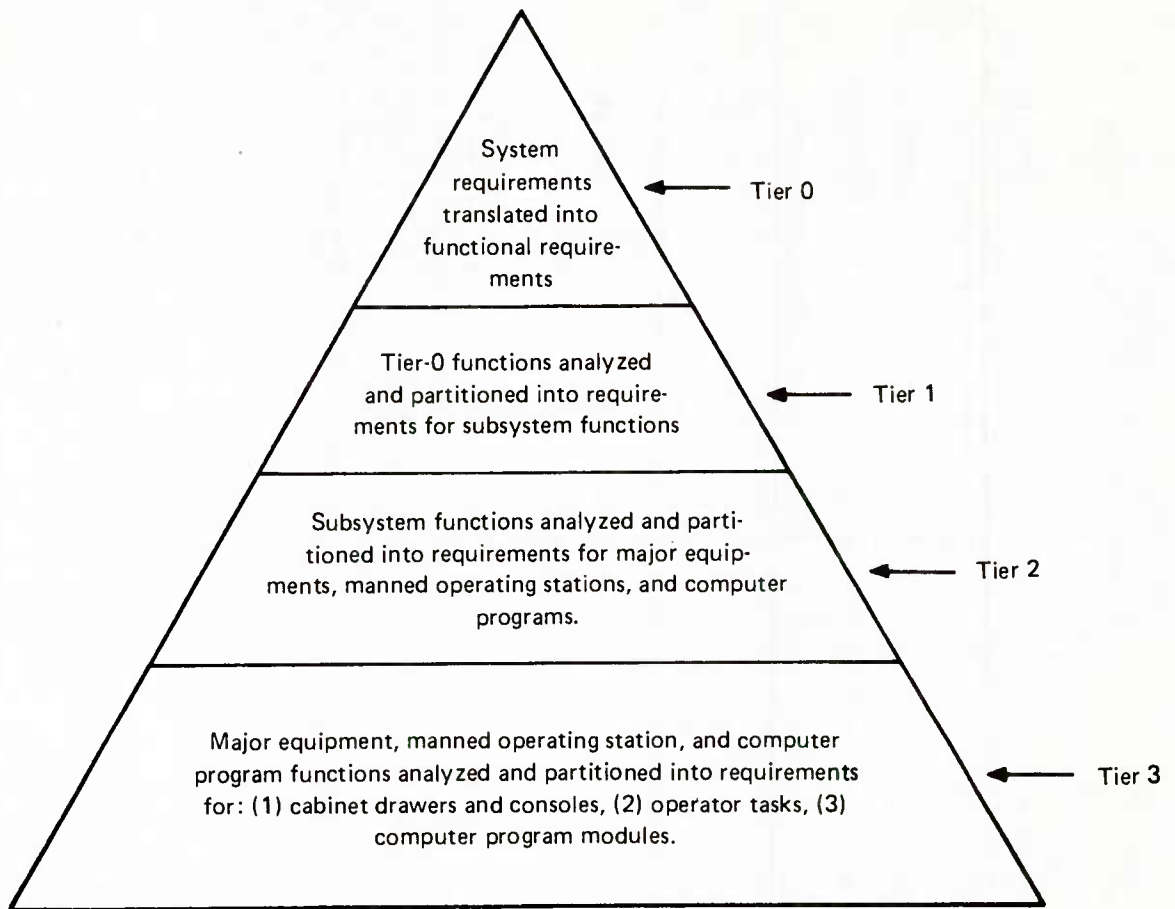 System
requirements
translated into
functional require-
ments
Tier 0
Tier-0 functions analyzed
and partitioned into require-
ments for subsystem functions
Tier 1
Subsystem functions analyzed and parti-
tioned into requirements for major equip-
ments, manned operating stations, and computer
programs.
Tier 2
Major equipment, manned operating station, and computer
program functions analyzed and partitioned into requirements
for: (1) cabinet drawers and consoles, (2) operator tasks, (3)
computer program modules.
Tier 3